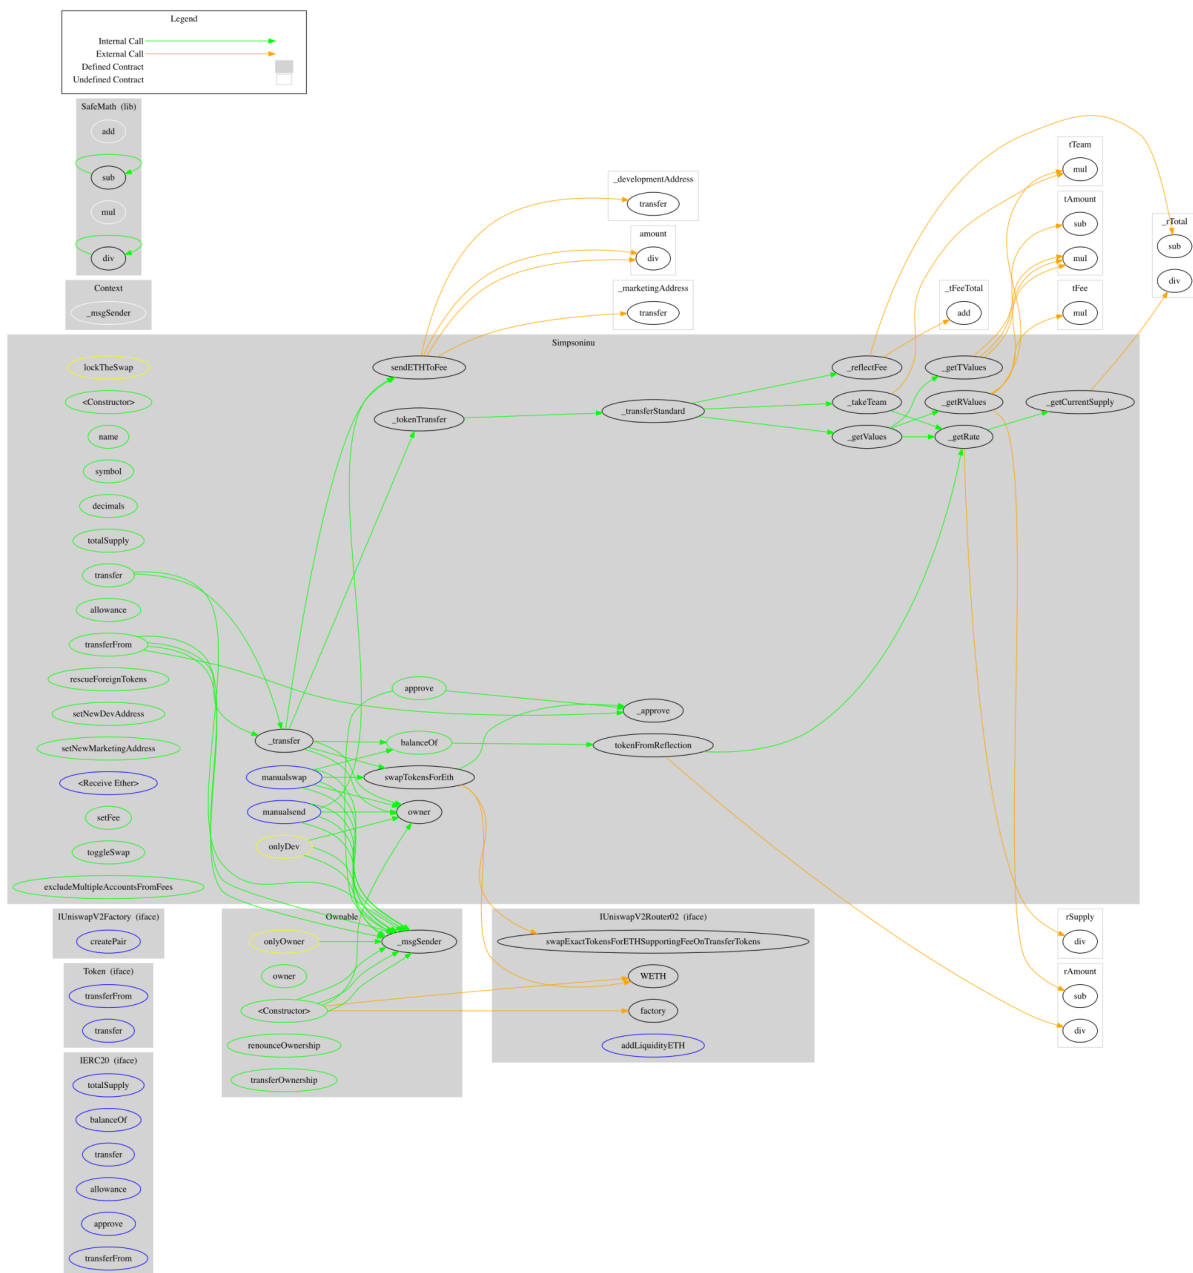 Legend
Internal Call
External Call
Defined Contract
Undefined Contract
SafeMath (lib)
add
sub
mul
div
Context
_msgSender
_developmentAddress
transfer
amount
div
_marketingAddress
transfer
_tFeeTotal
add
tTeam
mul
tAmount
sub
mul
tFee
mul
_rTotal
sub
div
Simpsoninu
lockTheSwap
<Constructor>
name
symbol
decimals
totalSupply
transfer
allowance
transferFrom
rescueForeignTokens
setNewDevAddress
setNewMarketingAddress
<Receive Ether>
setFee
toggleSwap
excludeMultipleAccountsFromFees
_transfer
manualswap
manualsend
onlyDev
sendETHToFee
_tokenTransfer
approve
balanceOf
swapTokensForEth
owner
_transferStandard
_approve
tokenFromReflection
_reflectFee
_takeTeam
_getValues
_getTValues
_getRValues
_getRate
_getCurrentSupply
IUniswapV2Factory (iface)
createPair
Token (iface)
transferFrom
transfer
IERC20 (iface)
totalSupply
balanceOf
transfer
allowance
approve
transferFrom
Ownable
onlyOwner
owner
<Constructor>
renounceOwnership
transferOwnership
_msgSender
IUniswapV2Router02 (iface)
swapExactTokensForETHSupportingFeeOnTransferTokens
WETH
factory
addLiquidityETH
rSupply
div
rAmount
sub
div